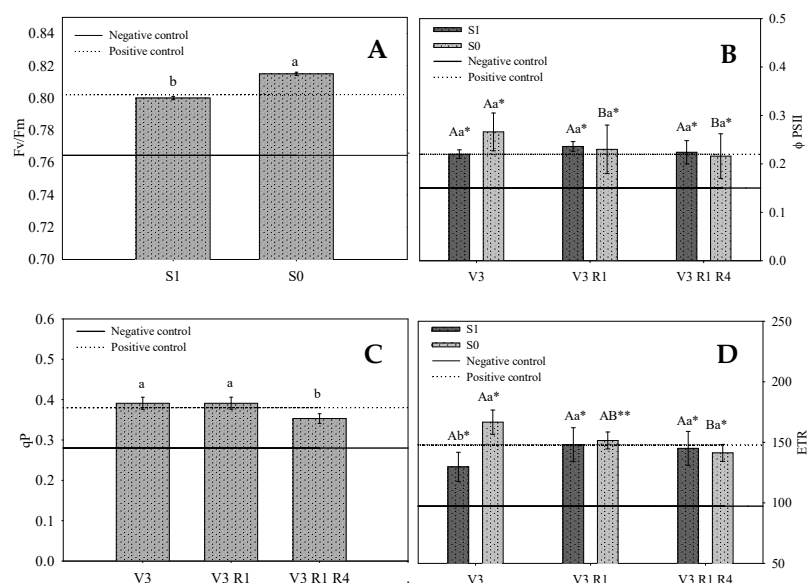 Negative control
Positive control
A
0.84
0.82
0.80
0.78
0.76
0.74
0.72
0.70
Fv/Fm
b
a
S1
S0
S1
S0
Negative control
Positive control
B
0.5
0.4
0.3
0.2
0.1
0.0
ϕ PSII
Aa*
Aa*
Aa*
Ba*
Aa*
Ba*
V3
V3 R1
V3 R1 R4
Negative control
Positive control
C
0.6
0.5
0.4
0.3
0.2
0.1
0.0
qP
a
a
b
V3
V3 R1
V3 R1 R4
S1
S0
Negative control
Positive control
D
250
200
150
100
50
ETR
Ab*
Aa*
Aa*
AB**
Aa*
Ba*
V3
V3 R1
V3 R1 R4